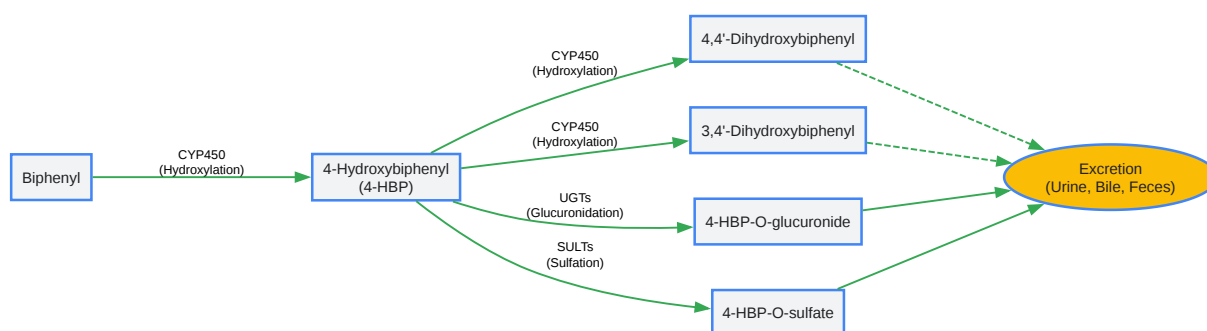 Biphenyl
CYP450
(Hydroxylation)
4-Hydroxybiphenyl
(4-HBP)
CYP450
(Hydroxylation)
4,4'-Dihydroxybiphenyl
CYP450
(Hydroxylation)
3,4'-Dihydroxybiphenyl
UGTs
(Glucuronidation)
4-HBP-O-glucuronide
SULTs
(Sulfation)
4-HBP-O-sulfate
Excretion
(Urine, Bile, Feces)